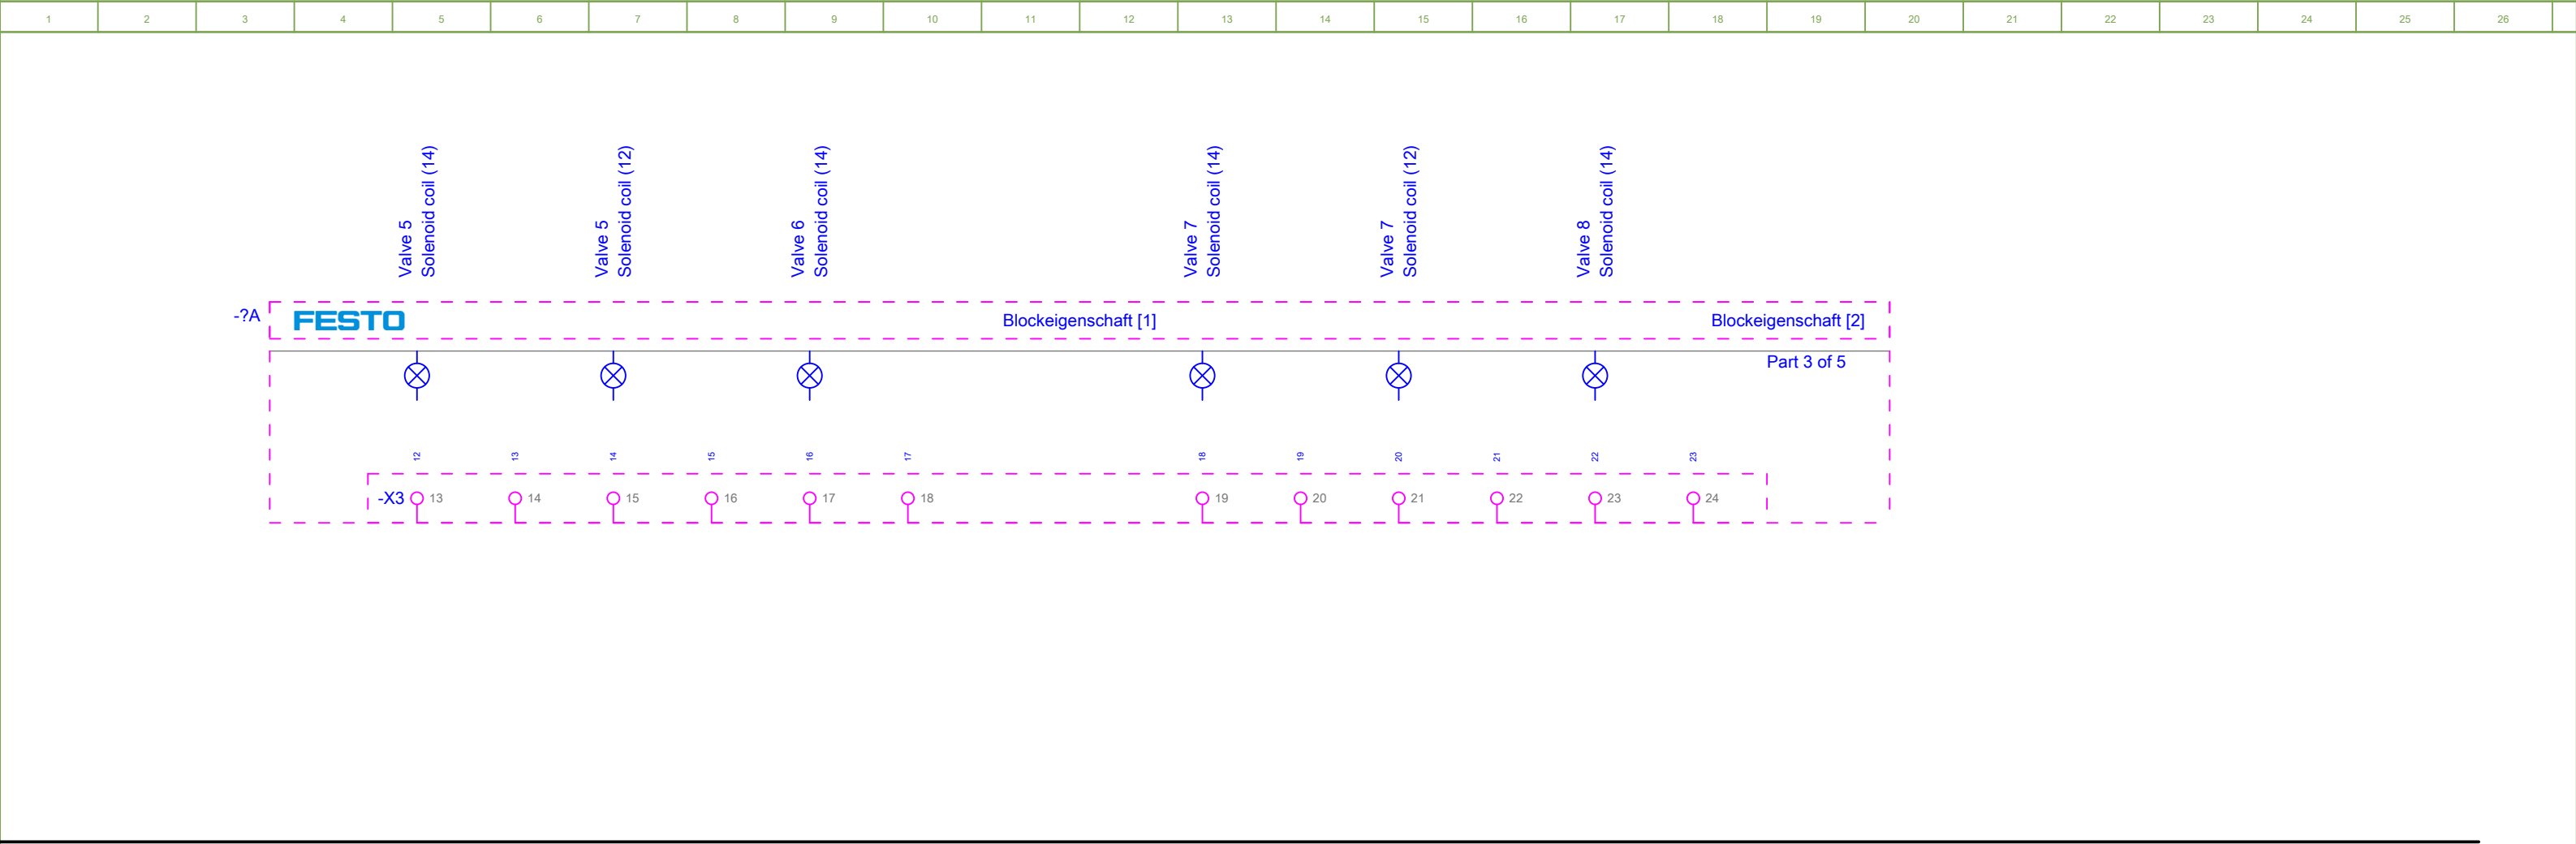 1 2 3 4 5 6 7 8 9 10 11 12 13 14 15 16 17 18 19 20 21 22 23 24 25 26
Valve 5
Solenoid coil (14)
Valve 5
Solenoid coil (12)
Valve 6
Solenoid coil (14)
Valve 7
Solenoid coil (14)
Valve 7
Solenoid coil (12)
Valve 8
Solenoid coil (14)
-?A FESTO Blockeigenschaft [1] Blockeigenschaft [2]
Part 3 of 5
12 13 14 15 16 17 18 19 20 21 22 23
-X3 13 14 15 16 17 18 19 20 21 22 23 24